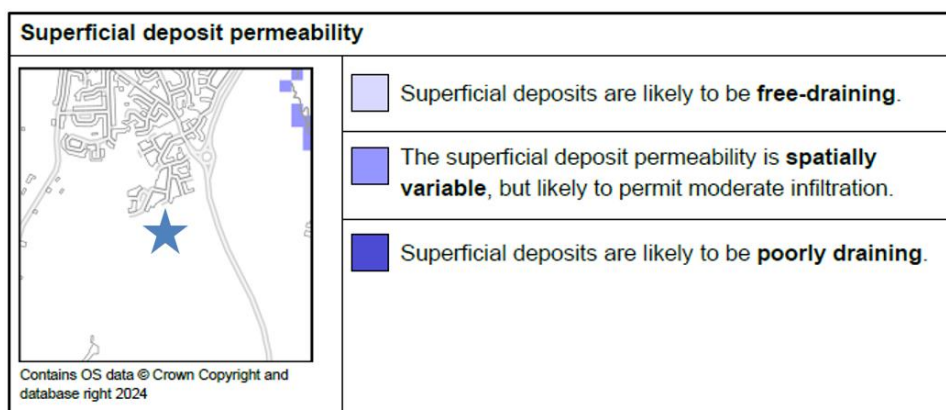 Superficial deposit permeability
Superficial deposits are likely to be free-draining.
The superficial deposit permeability is spatially
variable, but likely to permit moderate infiltration.
Superficial deposits are likely to be poorly draining.
Contains OS data © Crown Copyright and
database right 2024